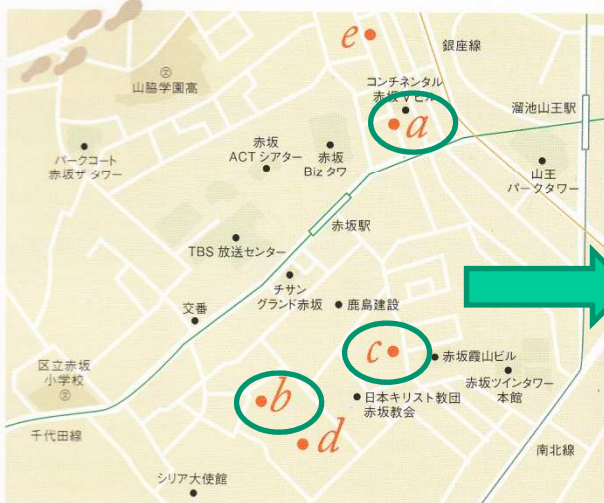 e
銀座線
コンチネンタル
赤坂Vビル
山脇学園高
a
溜池山王駅
パークコート
赤坂ザ タワー
赤坂
ACT シアター
赤坂
Biz タワ
山王
パークタワー
赤坂駅
TBS 放送センター
チサン
グランド赤坂
鹿島建設
交番
c
赤坂霞山ビル
区立赤坂
小学校
赤坂ツインタワー
本館
b
日本キリスト教団
赤坂教会
d
千代田線
南北線
シリア大使館